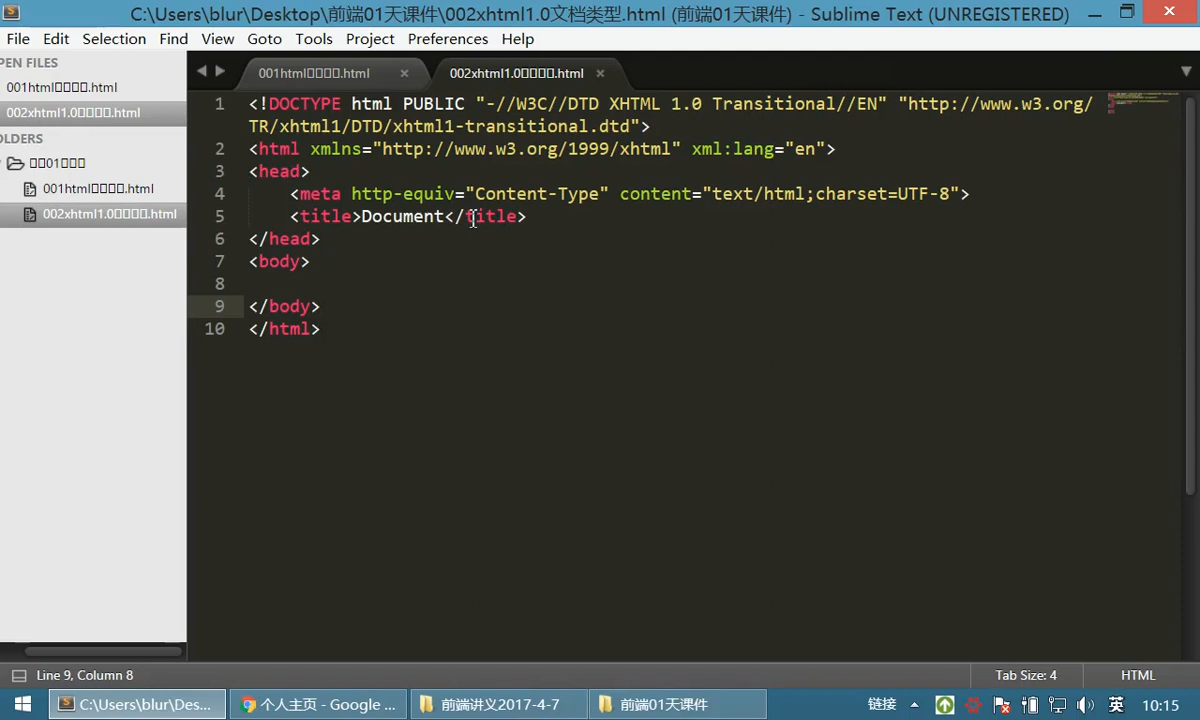 C:\Users\blur\Desktop\前端01天课件\002xhtml1.0文档类型.html (前端01天课件) - Sublime Text (UNREGISTERED)
File Edit Selection Find View Goto Tools Project Preferences Help
PEN FILES
001html□□□□.html
002xhtml1.0□□□□.html
OLDERS
□□01□□□
001html□□□□.html
002xhtml1.0□□□□.html
001html□□□□.html
002xhtml1.0□□□□.html
1 <!DOCTYPE html PUBLIC "-//W3C//DTD XHTML 1.0 Transitional//EN" "http://www.w3.org/
TR/xhtml1/DTD/xhtml1-transitional.dtd">
2 <html xmlns="http://www.w3.org/1999/xhtml" xml:lang="en">
3 <head>
4 <meta http-equiv="Content-Type" content="text/html;charset=UTF-8">
5 <title>Document</title>
6 </head>
7 <body>
8
9 </body>
10 </html>
Line 9, Column 8 Tab Size: 4 HTML
C:\Users\blur\Des... 个人主页 - Google ... 前端讲义2017-4-7 前端01天课件 链接 英 10:15